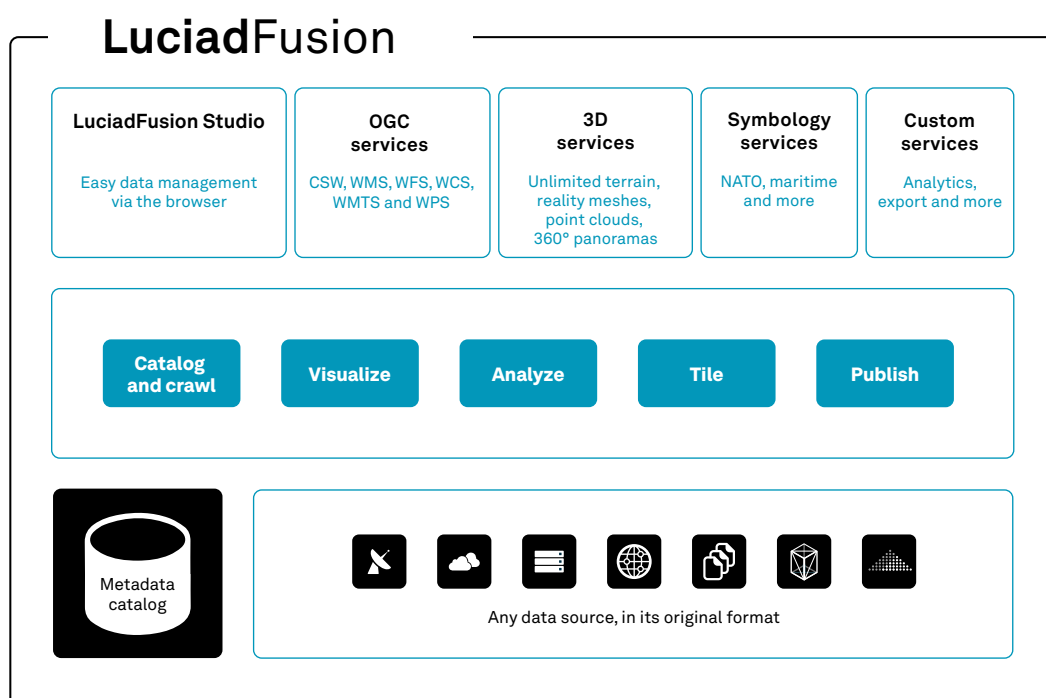 LuciadFusion
LuciadFusion Studio
Easy data management
via the browser
OGC
services
CSW, WMS, WFS, WCS,
WMTS and WPS
3D
services
Unlimited terrain,
reality meshes,
point clouds,
360° panoramas
Symbology
services
NATO, maritime
and more
Custom
services
Analytics,
export and more
Catalog
and crawl
Visualize
Analyze
Tile
Publish
Metadata
catalog
Any data source, in its original format